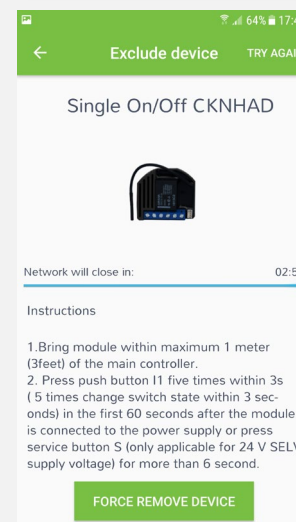 64% 17:4
Exclude device TRY AGAI
Single On/Off CKNHAD
Network will close in: 02:5
Instructions
1.Bring module within maximum 1 meter
(3feet) of the main controller.
2. Press push button I1 five times within 3s
( 5 times change switch state within 3 sec-
onds) in the first 60 seconds after the module
is connected to the power supply or press
service button S (only applicable for 24 V SELV
supply voltage) for more than 6 second.
FORCE REMOVE DEVICE